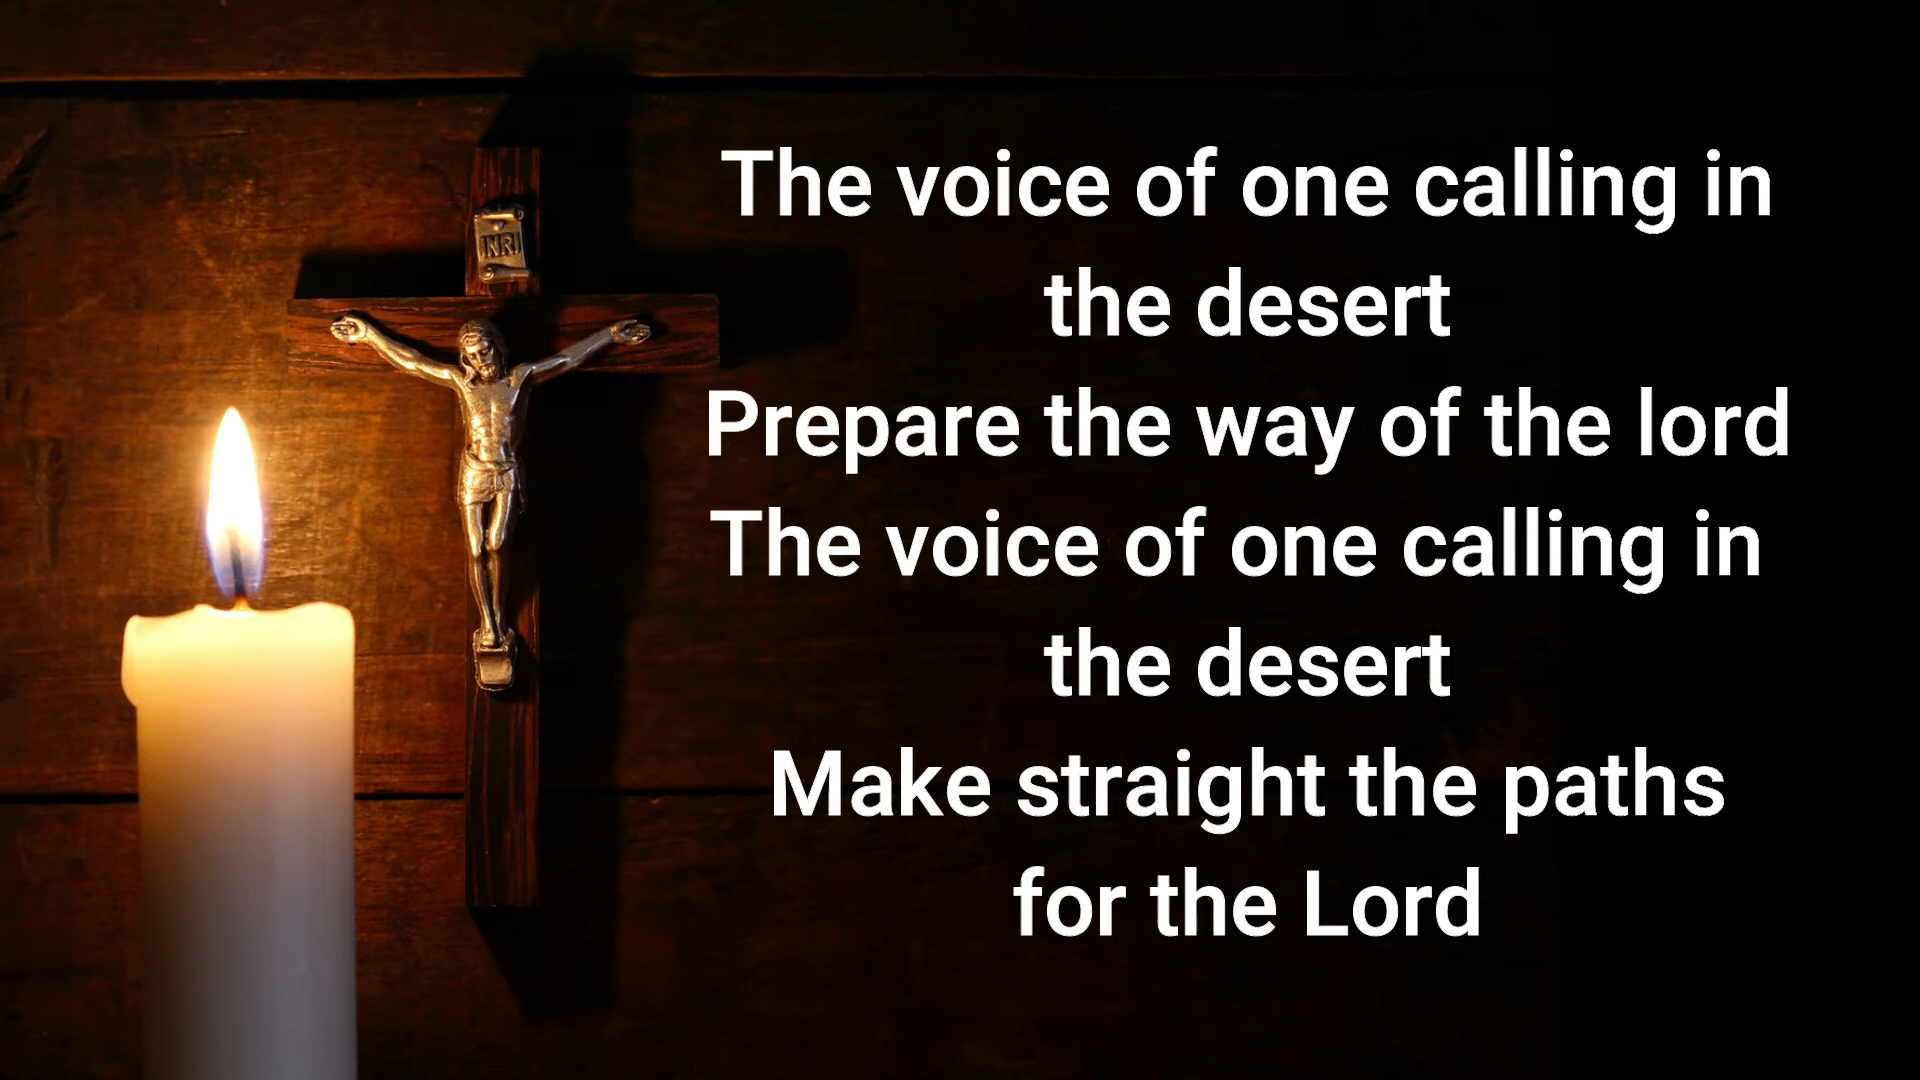 INRI
The voice of one calling in
the desert
Prepare the way of the lord
The voice of one calling in
the desert
Make straight the paths
for the Lord